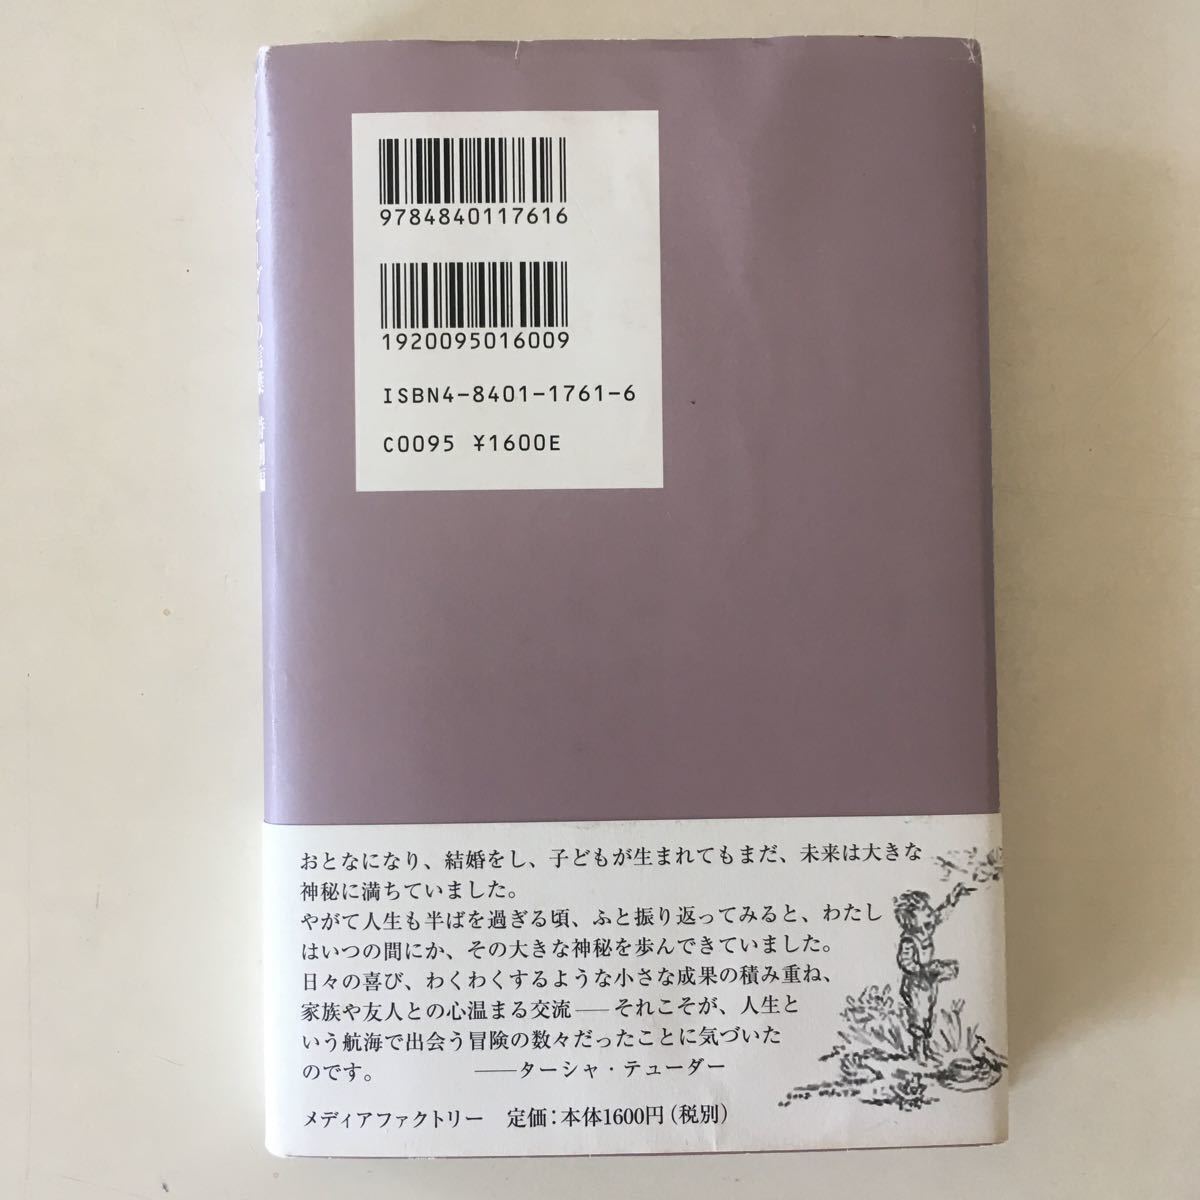 9784840117616
1920095016009
ISBN4-8401-1761-6
C0095 ¥1600E
おとなになり、結婚をし、子どもが生まれてもまだ、未来は大きな
神秘に満ちていました。
やがて人生も半ばを過ぎる頃、ふと振り返ってみると、わたし
はいつの間にか、その大きな神秘を歩んできていました。
日々の喜び、わくわくするような小さな成果の積み重ね、
家族や友人との心温まる交流――それこそが、人生と
いう航海で出会う冒険の数々だったことに気づいた
のです。 ――ターシャ・テューダー
メディアファクトリー 定価：本体1600円（税別）